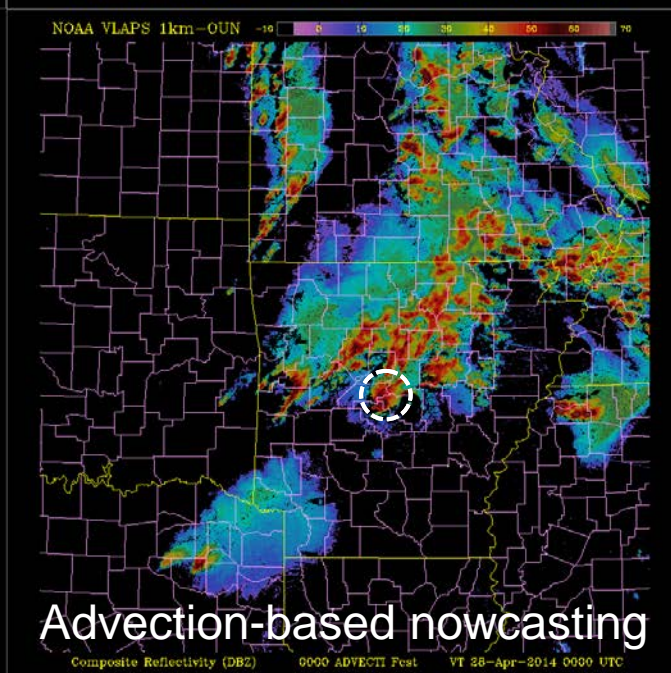 NOAA VLAPS 1km-OUN -10 0 10 20 30 40 50 60 70
Advection-based nowcasting
Composite Reflectivity (DBZ) 0000 ADVECTI Fcst VT 28-Apr-2014 0000 UTC